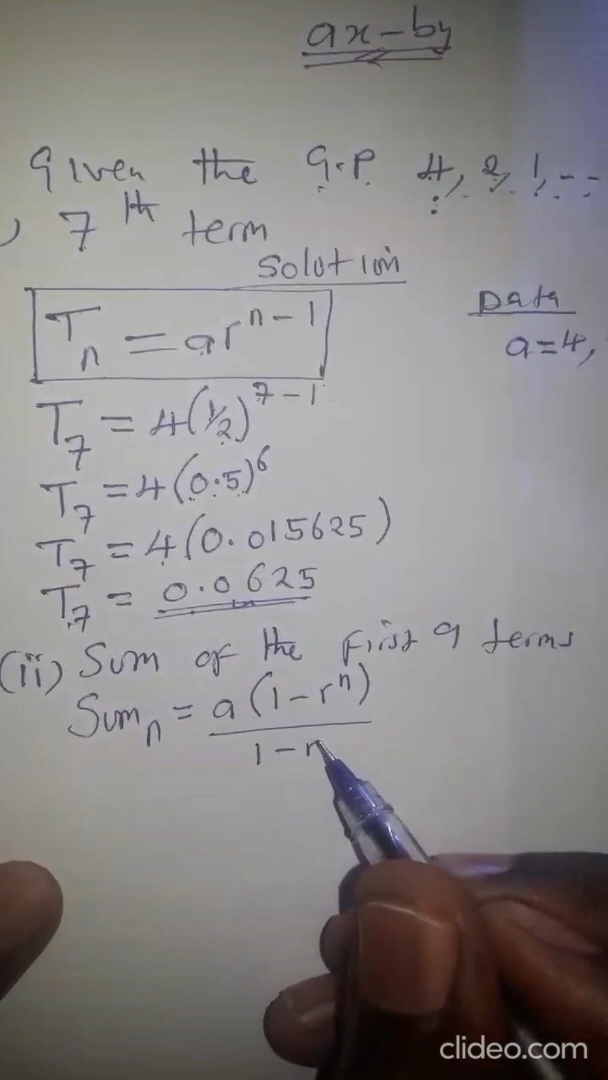 ax - by
Given the G.P 4, 2, 1, --
, 7th term
Solution
Tn = ar^n-1
Data
a=4,
T7 = 4(1/2)^7-1
T7 = 4(0.5)^6
T7 = 4(0.015625)
T7 = 0.0625
(ii) Sum of the first 9 terms
Sumn = a(1-r^n)
1-r
clideo.com